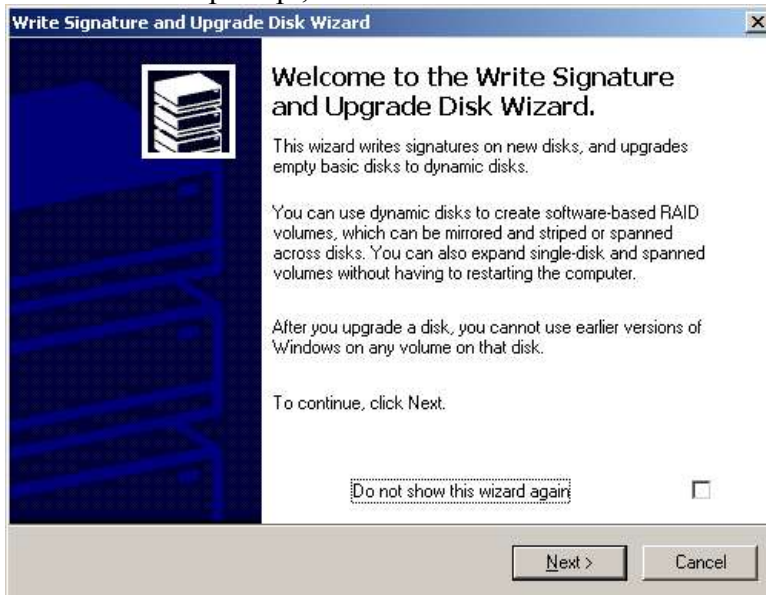 Write Signature and Upgrade Disk Wizard
Welcome to the Write Signature
and Upgrade Disk Wizard.
This wizard writes signatures on new disks, and upgrades
empty basic disks to dynamic disks.
You can use dynamic disks to create software-based RAID
volumes, which can be mirrored and striped or spanned
across disks. You can also expand single-disk and spanned
volumes without having to restarting the computer.
After you upgrade a disk, you cannot use earlier versions of
Windows on any volume on that disk.
To continue, click Next.
Do not show this wizard again
Next >
Cancel